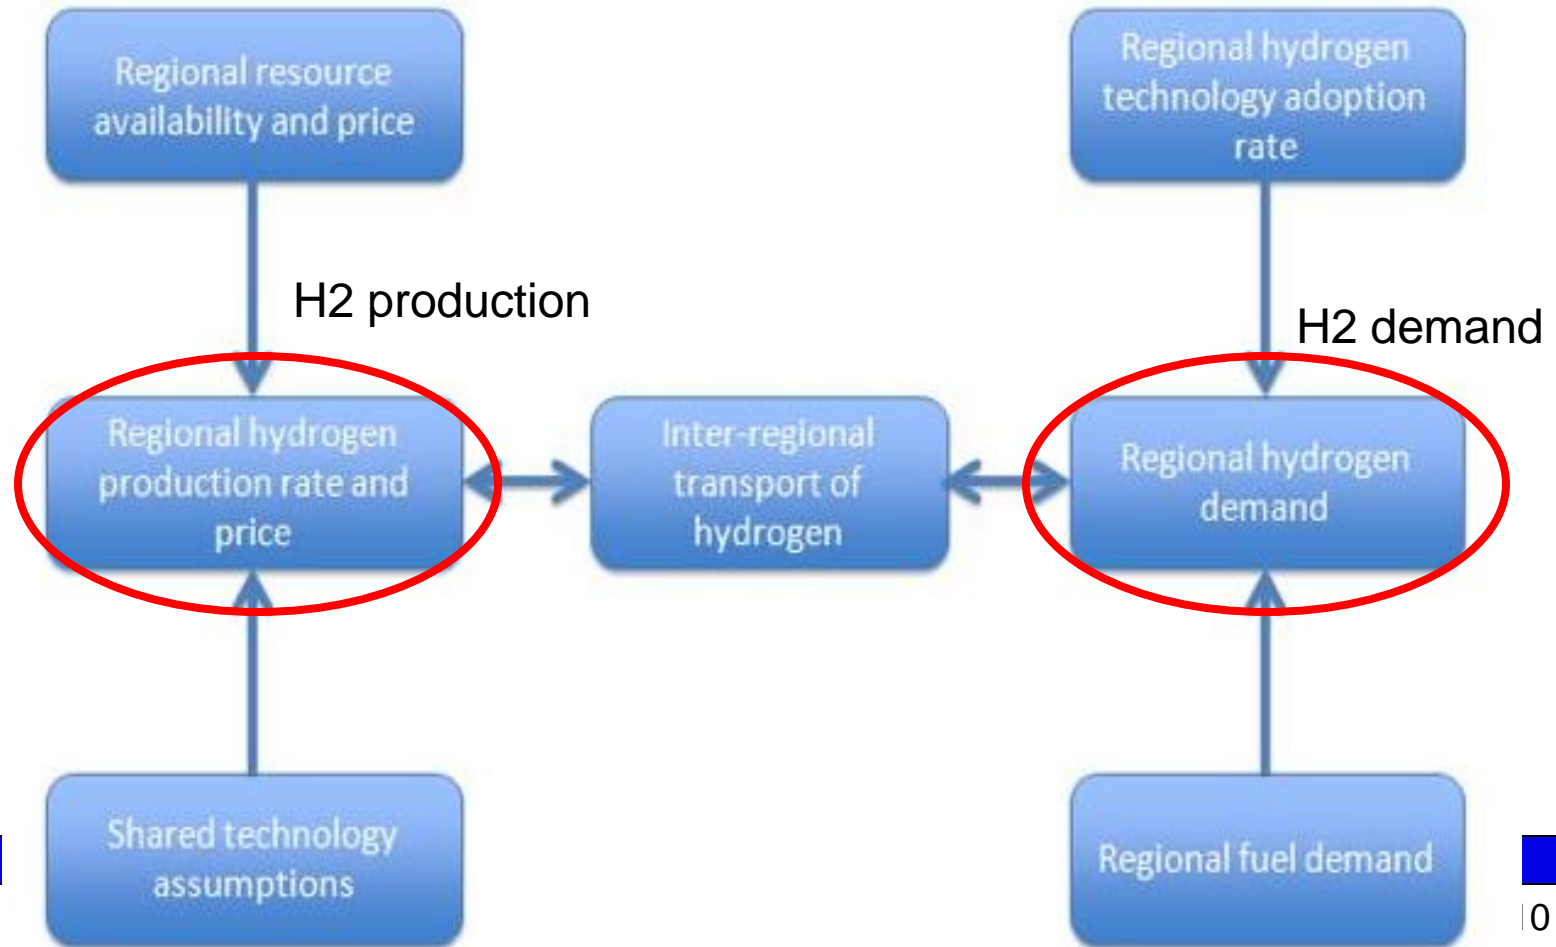 Regional resource
availability and price
Regional hydrogen
technology adoption
rate
H2 production
H2 demand
Regional hydrogen
production rate and
price
Inter-regional
transport of
hydrogen
Regional hydrogen
demand
Shared technology
assumptions
Regional fuel demand
0